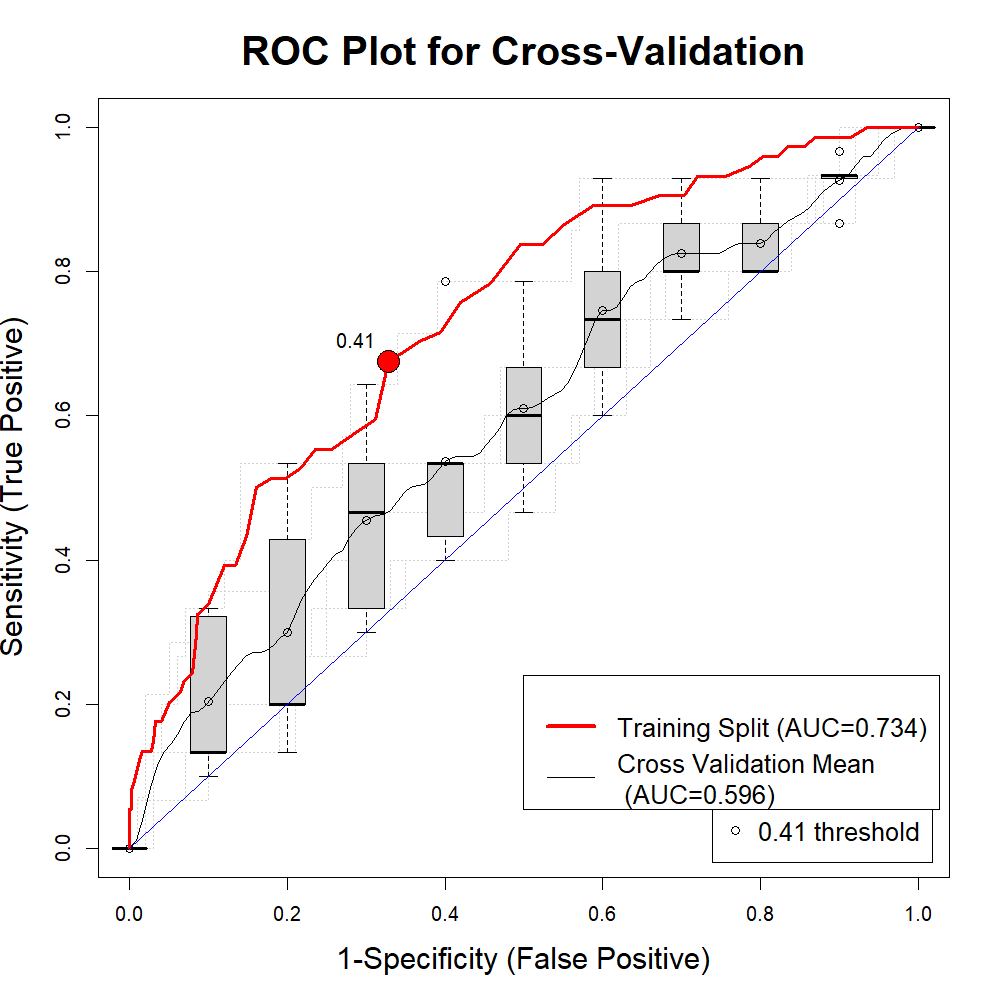 ROC Plot for Cross-Validation
Sensitivity (True Positive)
1.0
0.8
0.6
0.4
0.2
0.0
0.41
Training Split (AUC=0.734)
Cross Validation Mean
(AUC=0.596)
0.41 threshold
0.0 0.2 0.4 0.6 0.8 1.0
1-Specificity (False Positive)